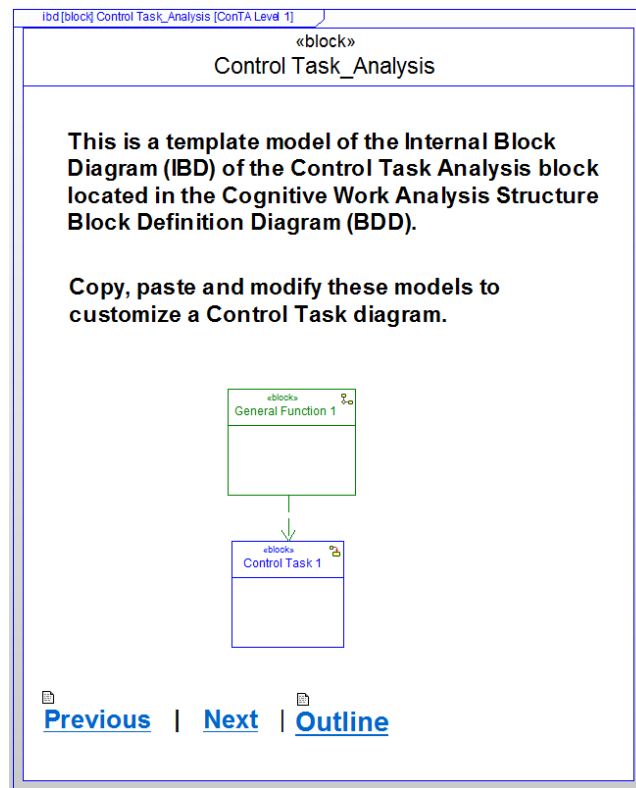 ibd [block] Control Task_Analysis [ConTA Level 1]
«block»
Control Task_Analysis
This is a template model of the Internal Block
Diagram (IBD) of the Control Task Analysis block
located in the Cognitive Work Analysis Structure
Block Definition Diagram (BDD).
Copy, paste and modify these models to
customize a Control Task diagram.
«block»
General Function 1
«block»
Control Task 1
Previous | Next | Outline